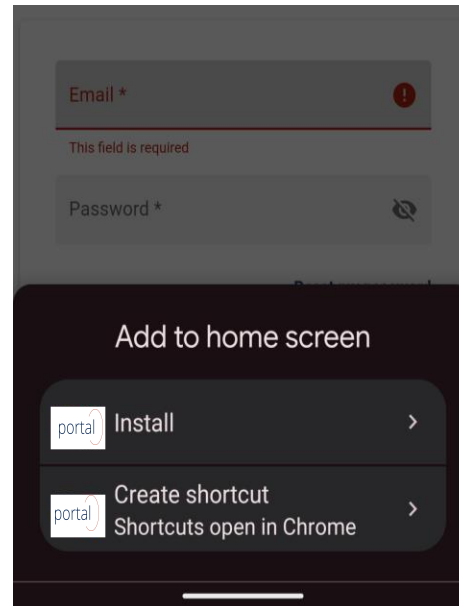 Email *
This field is required
Password *
Add to home screen
portal
Install
portal
Create shortcut
Shortcuts open in Chrome